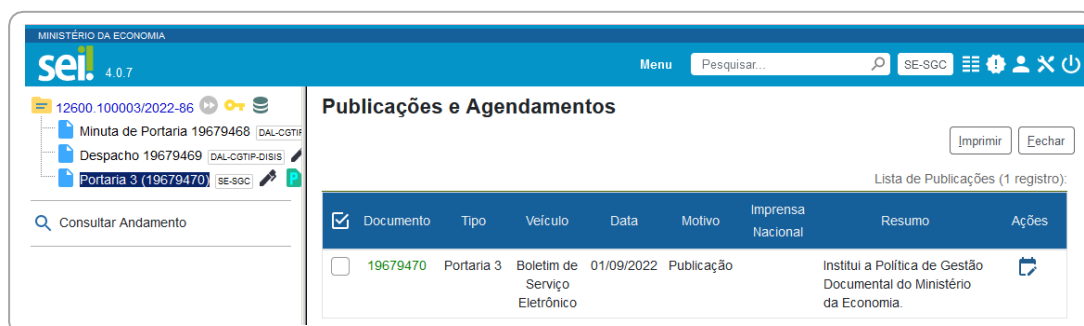 MINISTÉRIO DA ECONOMIA
sei! 4.0.7
Menu
Pesquisar...
SE-SGC
12600.100003/2022-86
Minuta de Portaria 19679468 DAL-CGTIP
Despacho 19679469 DAL-CGTIP-DISIS
Portaria 3 (19679470) SE-SGC P
Consultar Andamento
Publicações e Agendamentos
Imprimir Fechar
Lista de Publicações (1 registro):
Documento Tipo Veículo Data Motivo Imprensa Nacional Resumo Ações
19679470 Portaria 3 Boletim de 01/09/2022 Publicação Institui a Política de Gestão
Serviço Documental do Ministério
Eletrônico da Economia.